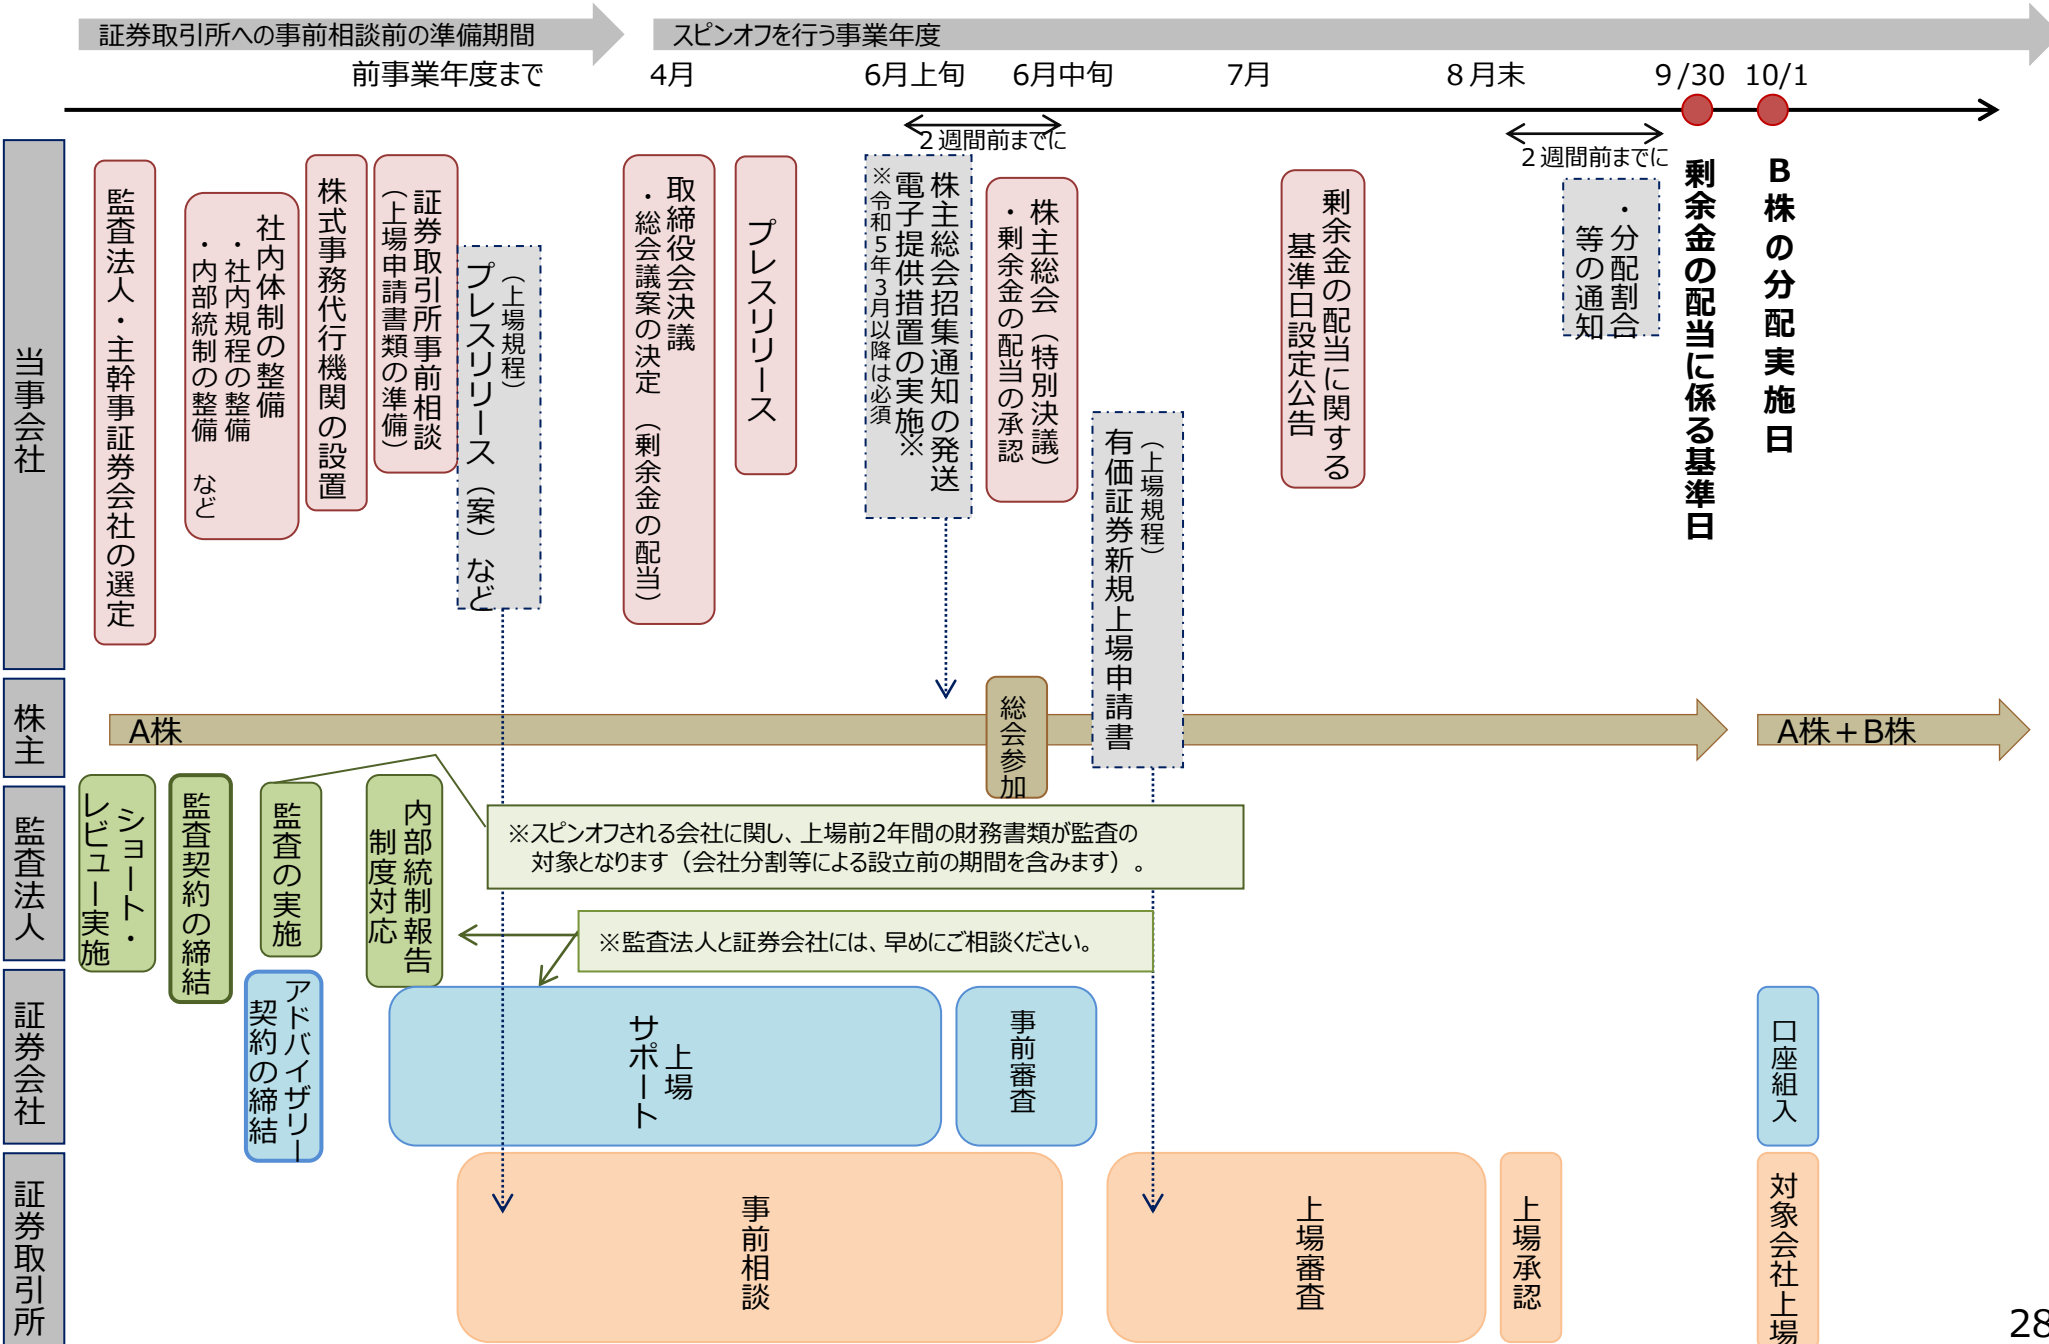 証券取引所への事前相談前の準備期間
スピンオフを行う事業年度
前事業年度まで
4月
6月上旬
6月中旬
7月
８月末
９/30
10/1
２週間前までに
２週間前までに
当事会社
監査法人・主幹事証券会社の選定
社内体制の整備
・社内規程の整備
・内部統制の整備　など
株式事務代行機関の設置
証券取引所事前相談
（上場申請書類の準備）
（上場規程）
プレスリリース（案）など
取締役会決議
・総会議案の決定　（剰余金の配当）
プレスリリース
株主総会招集通知の発送
電子提供措置の実施※
※令和５年３月以降は必須
株主総会（特別決議）
・剰余金の配当の承認
（上場規程）
有価証券新規上場申請書
剰余金の配当に関する
基準日設定公告
・分配割合
等の通知
剰余金の配当に係る基準日
Ｂ株の分配実施日
株主
A株
総会参加
A株＋B株
監査法人
ショート・
レビュー実施
監査契約の締結
監査の実施
内部統制報告
制度対応
※スピンオフされる会社に関し、上場前2年間の財務書類が監査の
対象となります（会社分割等による設立前の期間を含みます）。
※監査法人と証券会社には、早めにご相談ください。
証券会社
アドバイザリー
契約の締結
上場
サポート
事前審査
口座組入
証券取引所
事前相談
上場審査
上場承認
対象会社上場
28